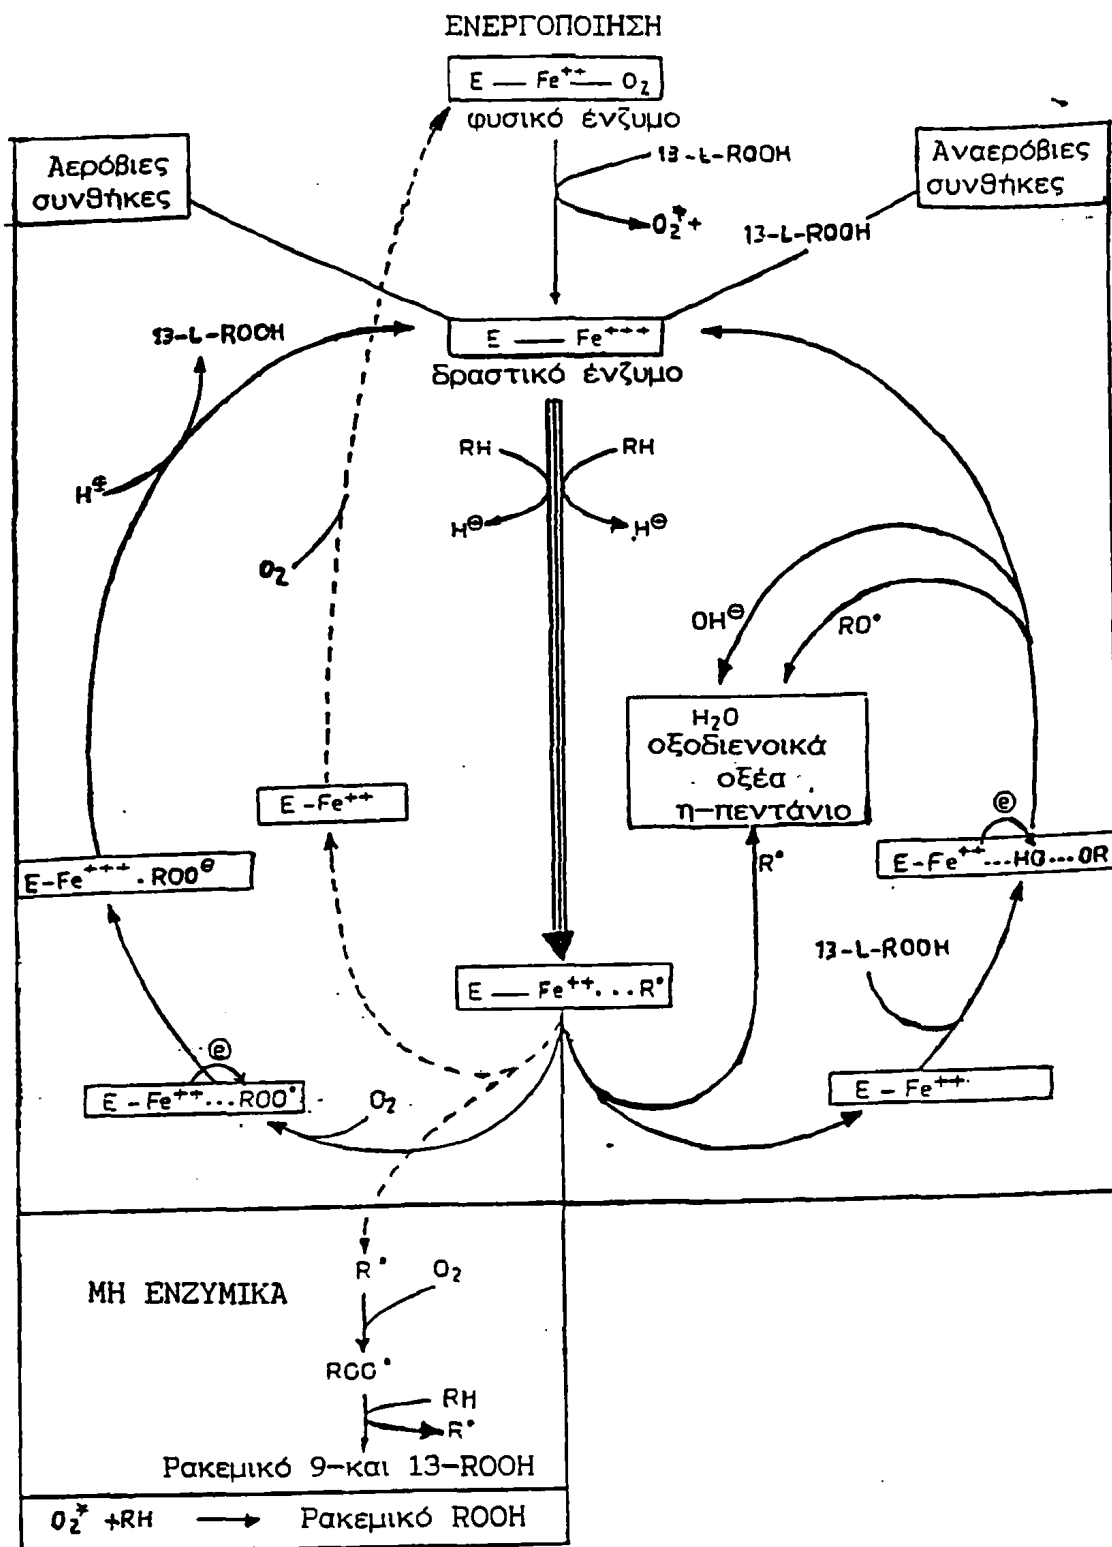 ΕΝΕΡΓΟΠΟΙΗΣΗ
E — Fe++ — O2
φυσικό ένζυμο
Αερόβιες
συνθήκες
Αναερόβιες
συνθήκες
13-L-ROOH
O2*+
13-L-ROOH
E — Fe+++
δραστικό ένζυμο
13-L-ROOH
H⊕
RH
RH
H⊖
H⊖
O2
OH⊖
RO•
H2O
οξοδιενοικά
οξέα
η-πεντάνιο
E-Fe++
E-Fe+++ . ROO⊖
R•
ⓔ
E-Fe++...HO...OR
13-L-ROOH
E — Fe++...R•
ⓔ
E - Fe++...ROO•
O2
E - Fe++
R•
O2
ΜΗ ΕΝΖΥΜΙΚΑ
ROO•
RH
R•
Ρακεμικό 9-και 13-ROOH
O2* +RH → Ρακεμικό ROOH